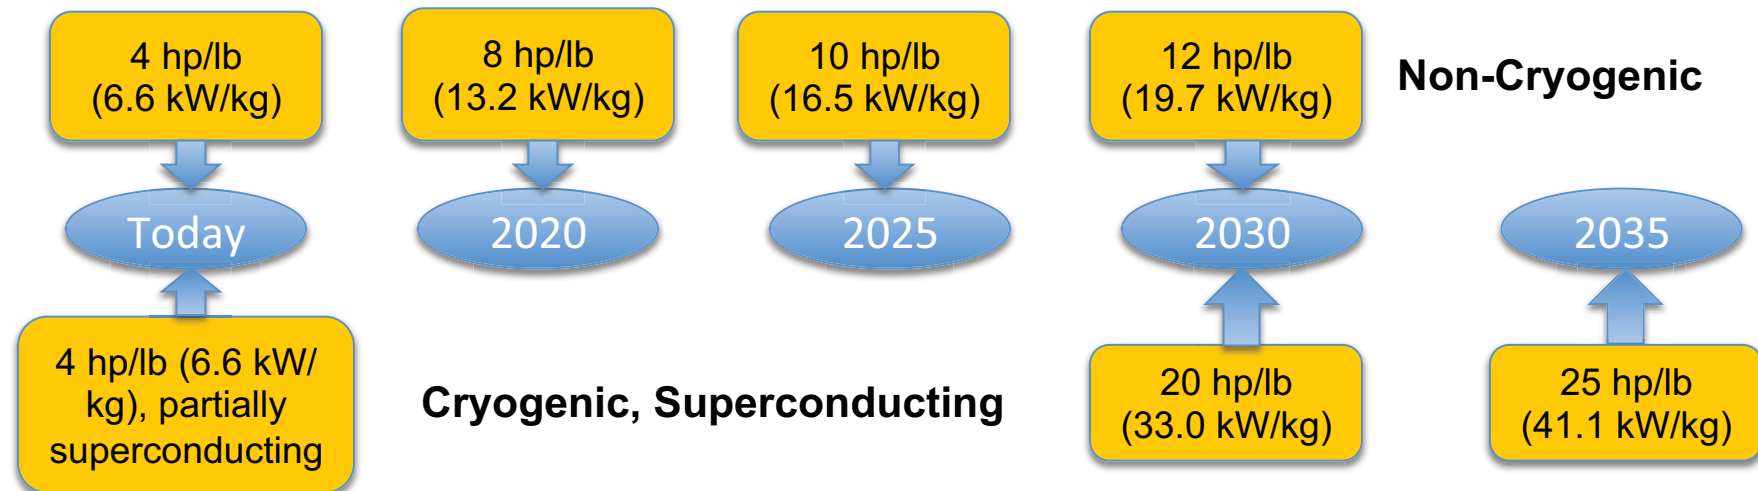 4 hp/lb
(6.6 kW/kg)
8 hp/lb
(13.2 kW/kg)
10 hp/lb
(16.5 kW/kg)
12 hp/lb
(19.7 kW/kg)
Non-Cryogenic
Today
2020
2025
2030
2035
4 hp/lb (6.6 kW/
kg), partially
superconducting
Cryogenic, Superconducting
20 hp/lb
(33.0 kW/kg)
25 hp/lb
(41.1 kW/kg)